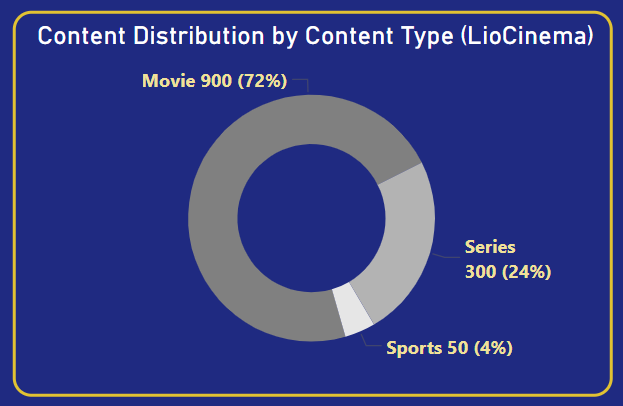 Content Distribution by Content Type (LioCinema)
Movie 900 (72%)
Series
300 (24%)
Sports 50 (4%)